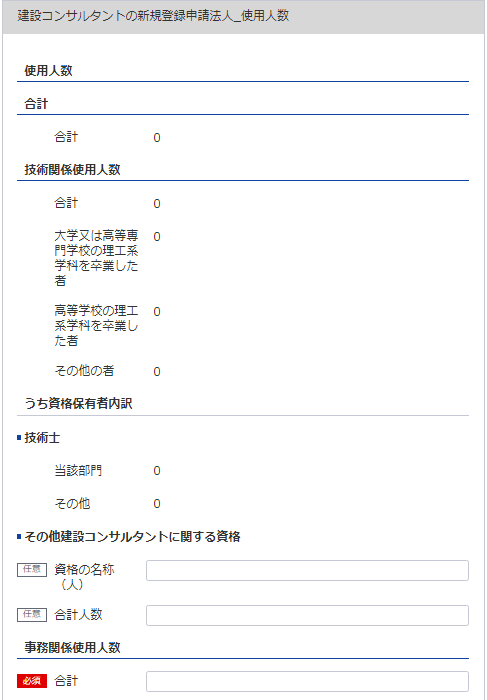 建設コンサルタントの新規登録申請法人_使用人数
使用人数
合計
合計 0
技術関係使用人数
合計 0
大学又は高等専 0
門学校の理工系
学科を卒業した
者
高等学校の理工 0
系学科を卒業し
た者
その他の者 0
うち資格保有者内訳
技術士
当該部門 0
その他 0
その他建設コンサルタントに関する資格
任意 資格の名称
（人）
任意 合計人数
事務関係使用人数
必須 合計